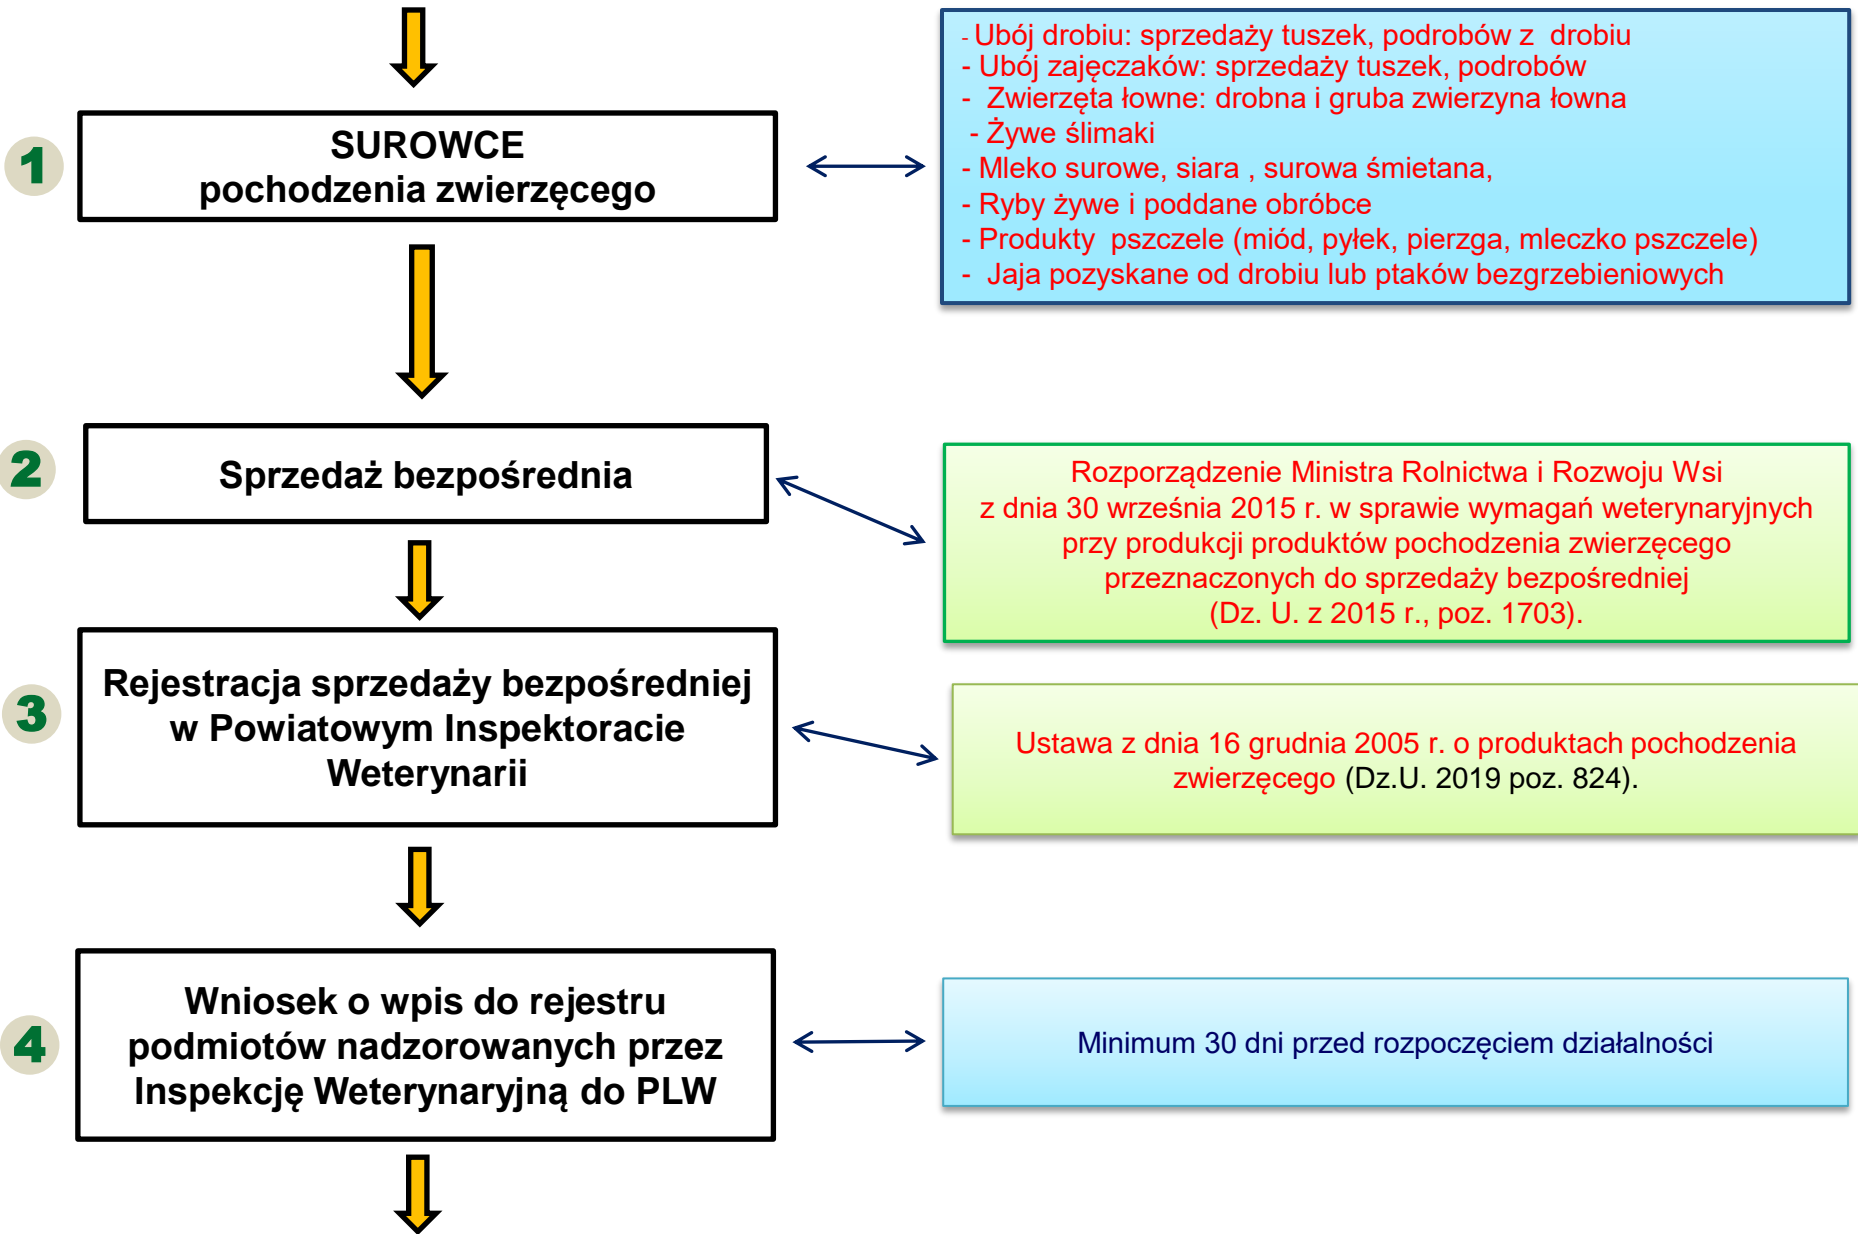 1
SUROWCE
pochodzenia zwierzęcego
- Ubój drobiu: sprzedaży tuszek, podrobów z drobiu
- Ubój zajęczaków: sprzedaży tuszek, podrobów
- Zwierzęta łowne: drobna i gruba zwierzyna łowna
- Żywe ślimaki
- Mleko surowe, siara , surowa śmietana,
- Ryby żywe i poddane obróbce
- Produkty pszczele (miód, pyłek, pierzga, mleczko pszczele)
- Jaja pozyskane od drobiu lub ptaków bezgrzebieniowych
2
Sprzedaż bezpośrednia
Rozporządzenie Ministra Rolnictwa i Rozwoju Wsi
z dnia 30 września 2015 r. w sprawie wymagań weterynaryjnych
przy produkcji produktów pochodzenia zwierzęcego
przeznaczonych do sprzedaży bezpośredniej
(Dz. U. z 2015 r., poz. 1703).
3
Rejestracja sprzedaży bezpośredniej
w Powiatowym Inspektoracie
Weterynarii
Ustawa z dnia 16 grudnia 2005 r. o produktach pochodzenia
zwierzęcego (Dz.U. 2019 poz. 824).
4
Wniosek o wpis do rejestru
podmiotów nadzorowanych przez
Inspekcję Weterynaryjną do PLW
Minimum 30 dni przed rozpoczęciem działalności